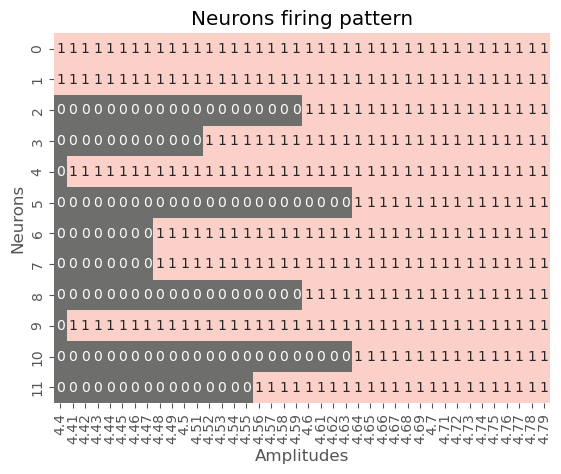 Neurons firing pattern
0 1 1 1 1 1 1 1 1 1 1 1 1 1 1 1 1 1 1 1 1 1 1 1 1 1 1 1 1 1 1 1 1 1 1 1 1 1 1 1 1
1 1 1 1 1 1 1 1 1 1 1 1 1 1 1 1 1 1 1 1 1 1 1 1 1 1 1 1 1 1 1 1 1 1 1 1 1 1 1 1 1
2 0 0 0 0 0 0 0 0 0 0 0 0 0 0 0 0 0 0 0 0 1 1 1 1 1 1 1 1 1 1 1 1 1 1 1 1 1 1 1 1
3 0 0 0 0 0 0 0 0 0 0 0 0 1 1 1 1 1 1 1 1 1 1 1 1 1 1 1 1 1 1 1 1 1 1 1 1 1 1 1 1
4 0 1 1 1 1 1 1 1 1 1 1 1 1 1 1 1 1 1 1 1 1 1 1 1 1 1 1 1 1 1 1 1 1 1 1 1 1 1 1 1
5 0 0 0 0 0 0 0 0 0 0 0 0 0 0 0 0 0 0 0 0 0 0 0 0 1 1 1 1 1 1 1 1 1 1 1 1 1 1 1 1
6 0 0 0 0 0 0 0 0 1 1 1 1 1 1 1 1 1 1 1 1 1 1 1 1 1 1 1 1 1 1 1 1 1 1 1 1 1 1 1 1
7 0 0 0 0 0 0 0 0 1 1 1 1 1 1 1 1 1 1 1 1 1 1 1 1 1 1 1 1 1 1 1 1 1 1 1 1 1 1 1 1
8 0 0 0 0 0 0 0 0 0 0 0 0 0 0 0 0 0 0 0 0 1 1 1 1 1 1 1 1 1 1 1 1 1 1 1 1 1 1 1 1
9 0 1 1 1 1 1 1 1 1 1 1 1 1 1 1 1 1 1 1 1 1 1 1 1 1 1 1 1 1 1 1 1 1 1 1 1 1 1 1 1
10 0 0 0 0 0 0 0 0 0 0 0 0 0 0 0 0 0 0 0 0 0 0 0 0 1 1 1 1 1 1 1 1 1 1 1 1 1 1 1 1
11 0 0 0 0 0 0 0 0 0 0 0 0 0 0 0 0 1 1 1 1 1 1 1 1 1 1 1 1 1 1 1 1 1 1 1 1 1 1 1 1
Neurons
4.4 4.41 4.42 4.43 4.44 4.45 4.46 4.47 4.48 4.49 4.5 4.51 4.52 4.53 4.54 4.55 4.56 4.57 4.58 4.59 4.6 4.61 4.62 4.63 4.64 4.65 4.66 4.67 4.68 4.69 4.7 4.71 4.72 4.73 4.74 4.75 4.76 4.77 4.78 4.79
Amplitudes